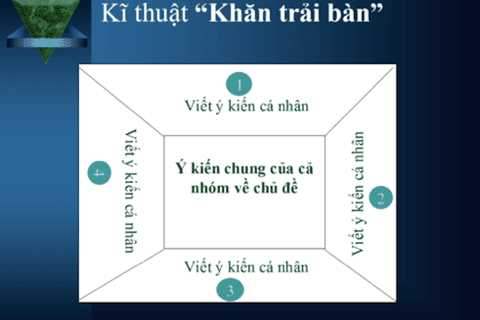 Kĩ thuật “Khăn trải bàn”
1
Viết ý kiến cá nhân
4
Viết ý kiến cá nhân
Ý kiến chung của cả
nhóm về chủ đề
Viết ý kiến cá nhân
2
Viết ý kiến cá nhân
3